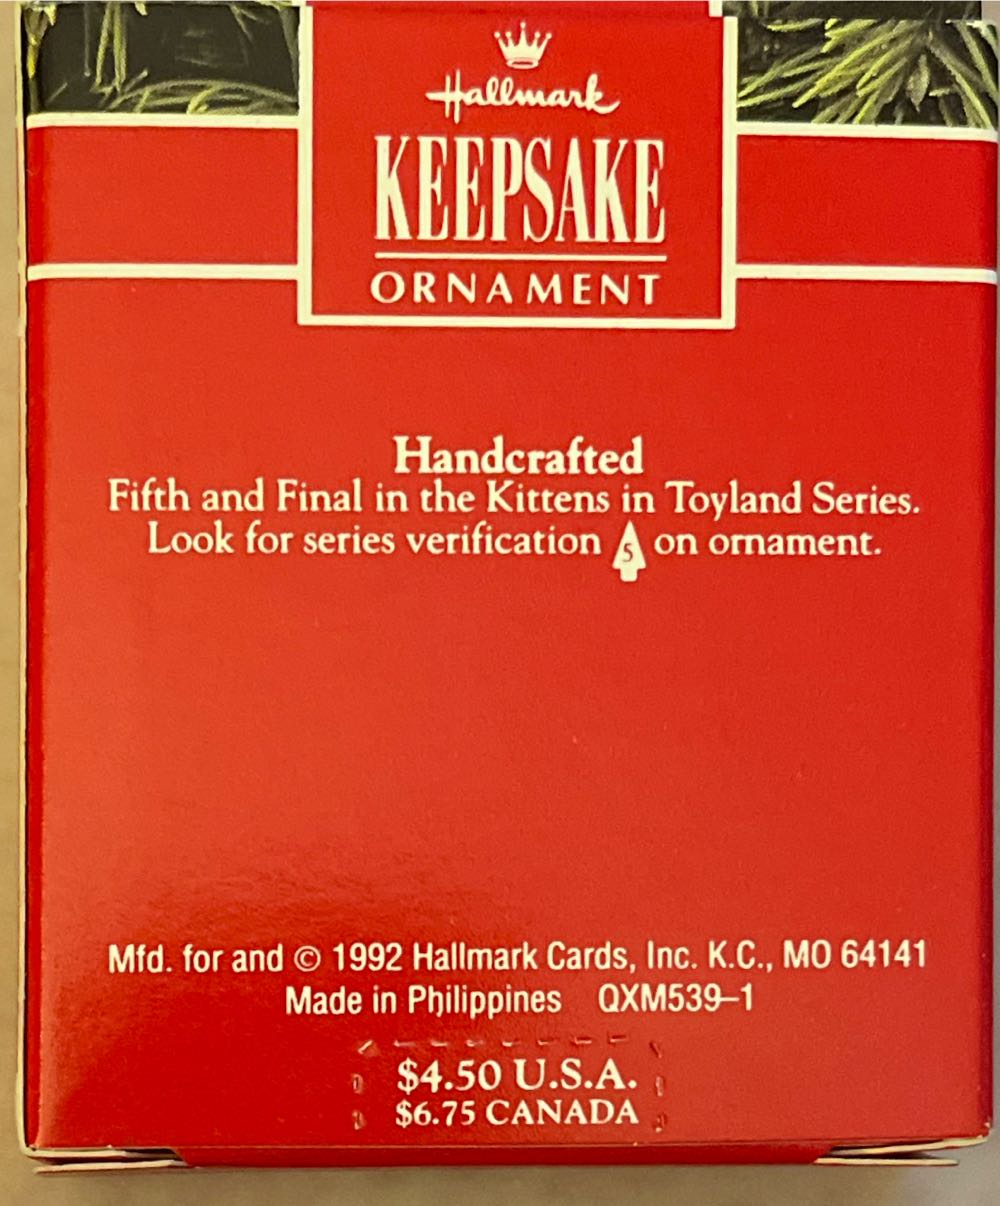 Hallmark
KEEPSAKE
ORNAMENT
Handcrafted
Fifth and Final in the Kittens in Toyland Series.
Look for series verification 5 on ornament.
Mfd. for and © 1992 Hallmark Cards, Inc. K.C., MO 64141
Made in Philippines QXM539–1
$4.50 U.S.A.
$6.75 CANADA